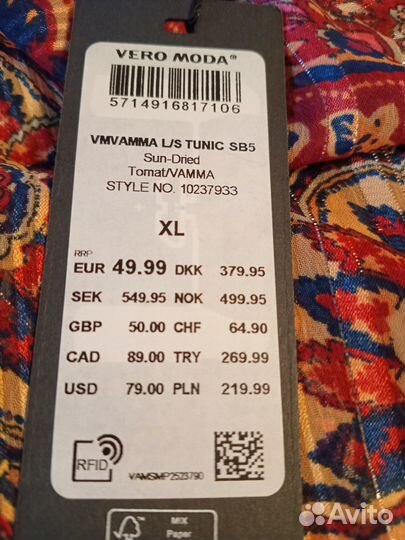 VERO MODA®
5714916817106
VMVAMMA L/S TUNIC SB5
Sun-Dried
Tomat/VAMMA
STYLE NO. 10237933
XL
RRP
EUR 49.99 DKK 379.95
SEK 549.95 NOK 499.95
GBP 50.00 CHF 64.90
CAD 89.00 TRY 269.99
USD 79.00 PLN 219.99
RFID
VAMSMP2523790
FSC
MIX
Paper
Avito